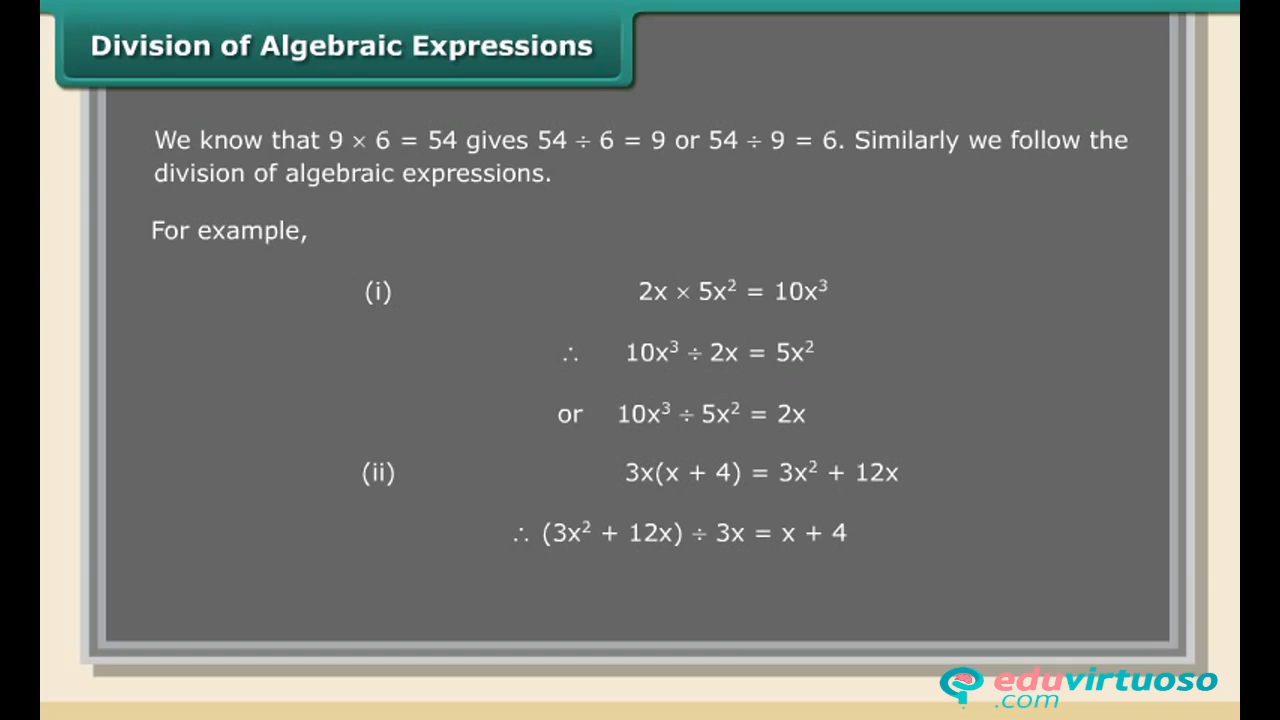 Division of Algebraic Expressions
We know that 9 × 6 = 54 gives 54 ÷ 6 = 9 or 54 ÷ 9 = 6. Similarly we follow the
division of algebraic expressions.
For example,
(i) 2x × 5x² = 10x³
∴ 10x³ ÷ 2x = 5x²
or 10x³ ÷ 5x² = 2x
(ii) 3x(x + 4) = 3x² + 12x
∴ (3x² + 12x) ÷ 3x = x + 4
eduvirtuoso
.com